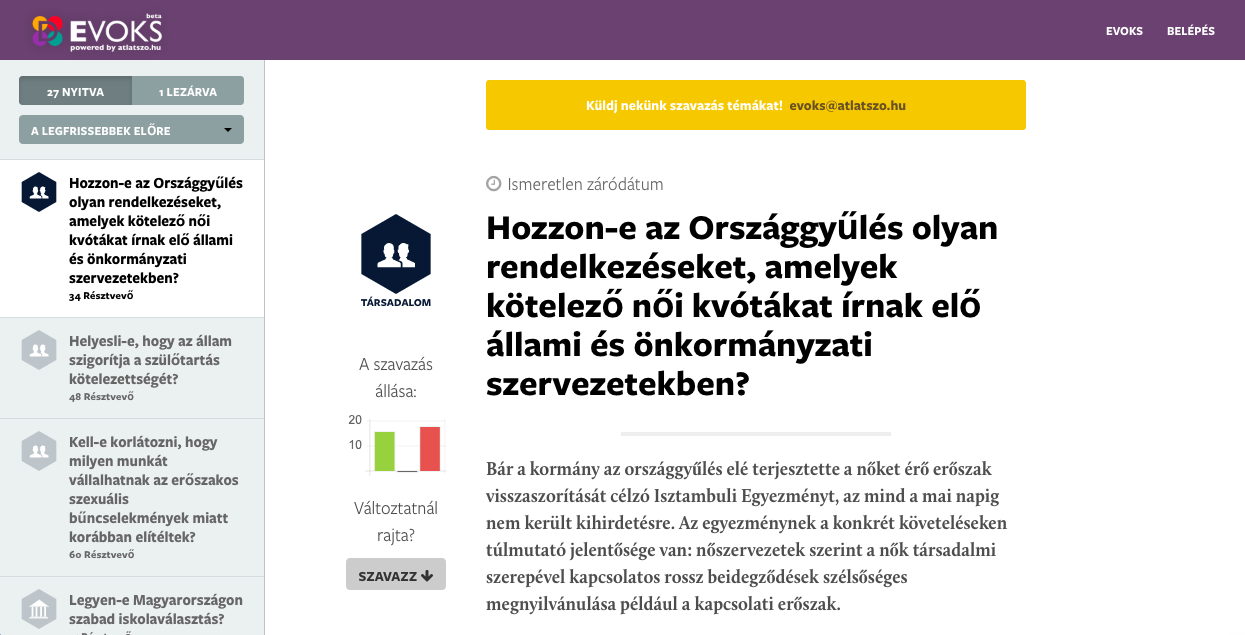 EVOKS beta
powered by atlatszo.hu
EVOKS BELÉPÉS
27 NYITVA 1 LEZÁRVA
A LEGFRISSEBBEK ELŐRE
Hozzon-e az Országgyűlés
olyan rendelkezéseket,
amelyek kötelező női
kvótákat írnak elő állami
és önkormányzati
szervezetekben?
34 Résztvevő
Helyesli-e, hogy az állam
szigorítja a szülőtartás
kötelezettségét?
48 Résztvevő
Kell-e korlátozni, hogy
milyen munkát
vállalhatnak az erőszakos
szexuális
bűncselekmények miatt
korábban elítéltek?
60 Résztvevő
Legyen-e Magyarországon
szabad iskolaválasztás?
Küldj nekünk szavazás témákat! evoks@atlatszo.hu
Ismeretlen záródátum
Hozzon-e az Országgyűlés olyan
rendelkezéseket, amelyek
kötelező női kvótákat írnak elő
állami és önkormányzati
szervezetekben?
TÁRSADALOM
A szavazás
állása:
20
10
Változtatnál
rajta?
SZAVAZZ
Bár a kormány az országgyűlés elé terjesztette a nőket érő erőszak
visszaszorítását célzó Isztambuli Egyezményt, az mind a mai napig
nem került kihirdetésre. Az egyezménynek a konkrét követeléseken
túlmutató jelentősége van: nőszervezetek szerint a nők társadalmi
szerepével kapcsolatos rossz beidegződések szélsőséges
megnyilvánulása például a kapcsolati erőszak.